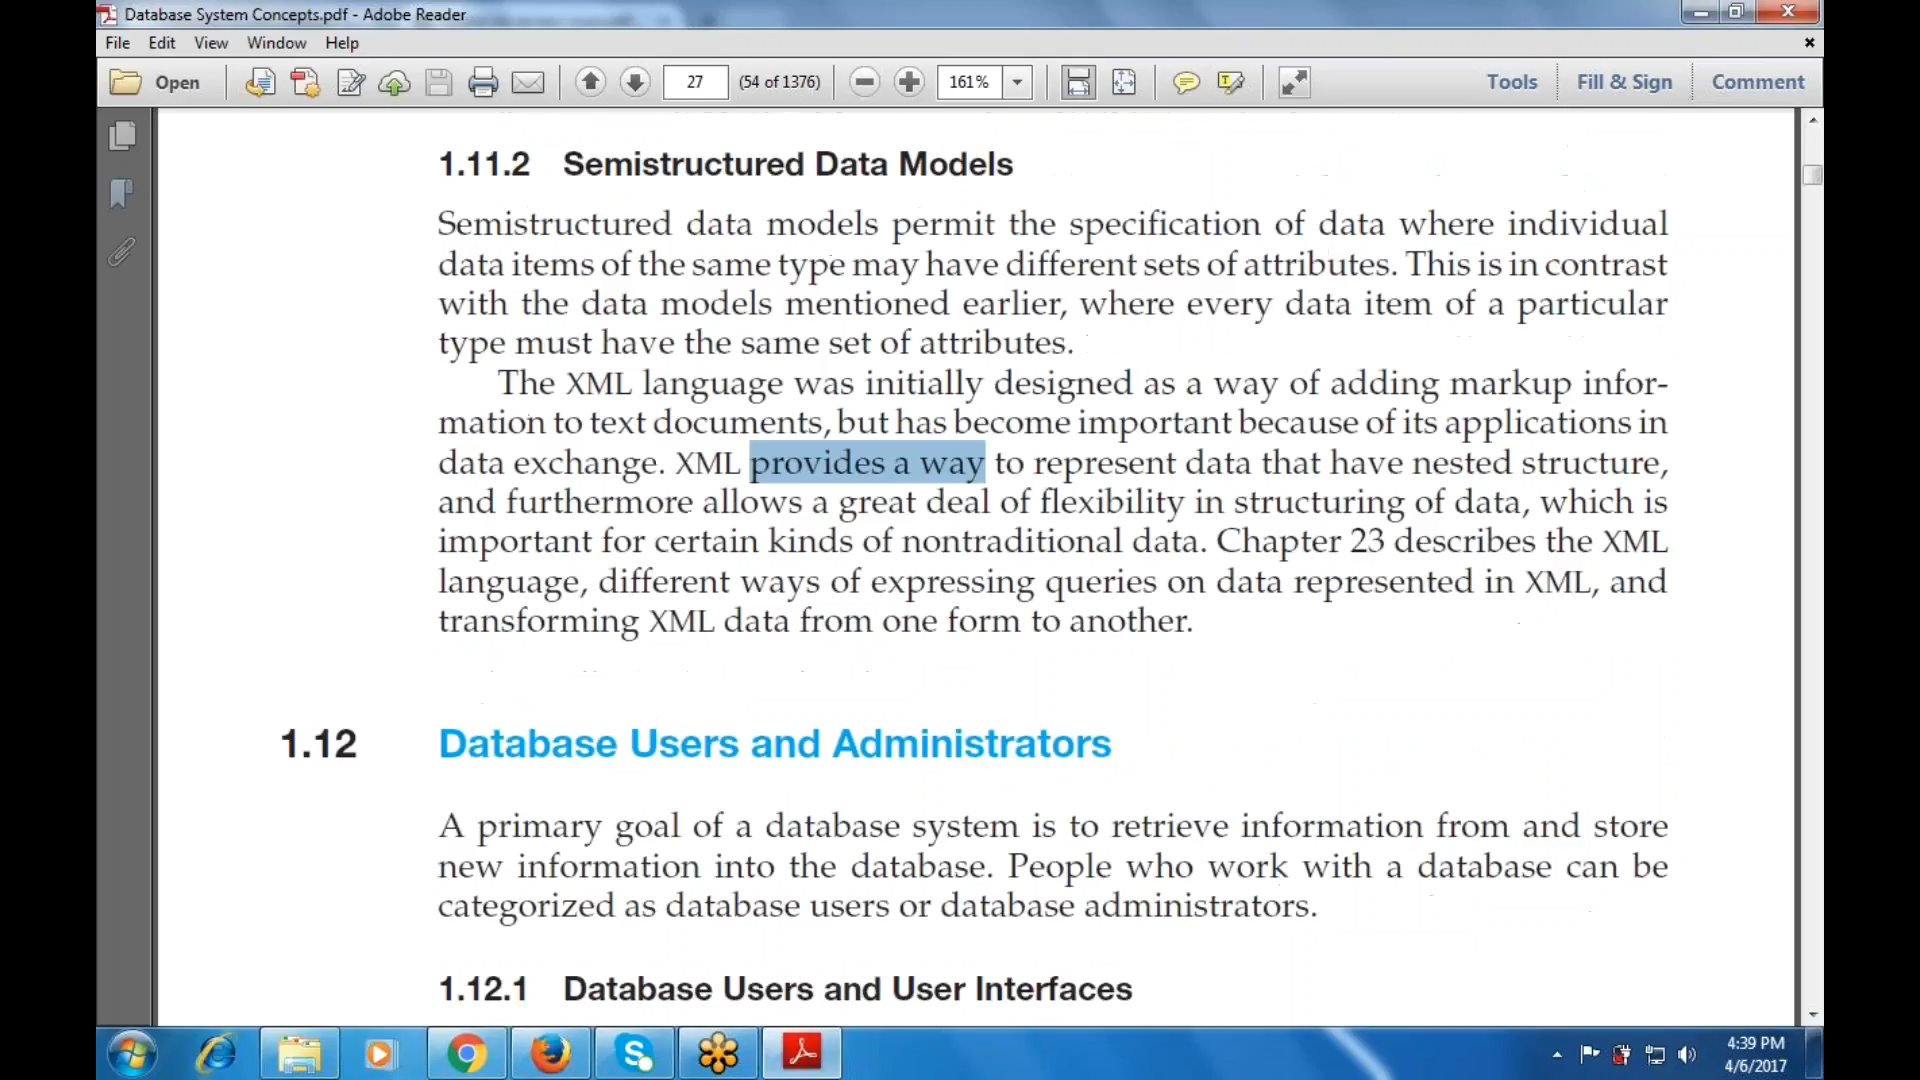 Database System Concepts.pdf - Adobe Reader
File Edit View Window Help
Open 27 (54 of 1376) 161% Tools Fill & Sign Comment
1.11.2 Semistructured Data Models
Semistructured data models permit the specification of data where individual
data items of the same type may have different sets of attributes. This is in contrast
with the data models mentioned earlier, where every data item of a particular
type must have the same set of attributes.
The XML language was initially designed as a way of adding markup infor-
mation to text documents, but has become important because of its applications in
data exchange. XML provides a way to represent data that have nested structure,
and furthermore allows a great deal of flexibility in structuring of data, which is
important for certain kinds of nontraditional data. Chapter 23 describes the XML
language, different ways of expressing queries on data represented in XML, and
transforming XML data from one form to another.
1.12 Database Users and Administrators
A primary goal of a database system is to retrieve information from and store
new information into the database. People who work with a database can be
categorized as database users or database administrators.
1.12.1 Database Users and User Interfaces
4:39 PM
4/6/2017